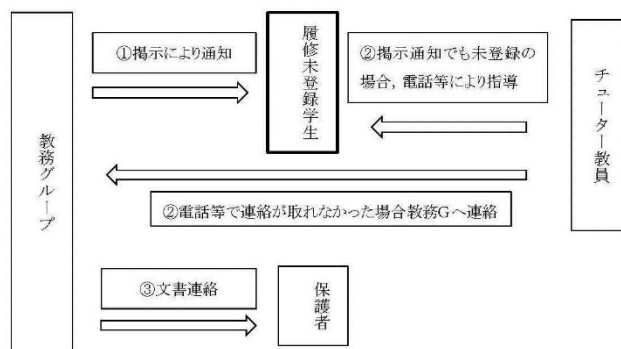 教務グループ
①掲示により通知
履修未登録学生
②掲示通知でも未登録の
場合，電話等により指導
チューター教員
②電話等で連絡が取れなかった場合教務Gへ連絡
③文書連絡
保護者